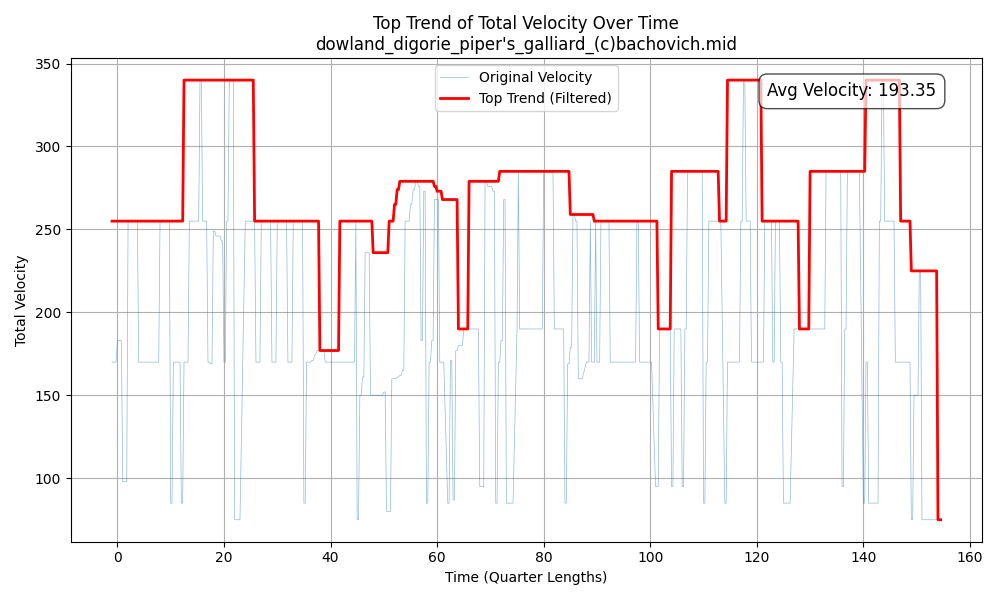 Top Trend of Total Velocity Over Time
dowland_digorie_piper's_galliard_(c)bachovich.mid
Original Velocity
Top Trend (Filtered)
Avg Velocity: 193.35
Total Velocity
350
300
250
200
150
100
0 20 40 60 80 100 120 140 160
Time (Quarter Lengths)